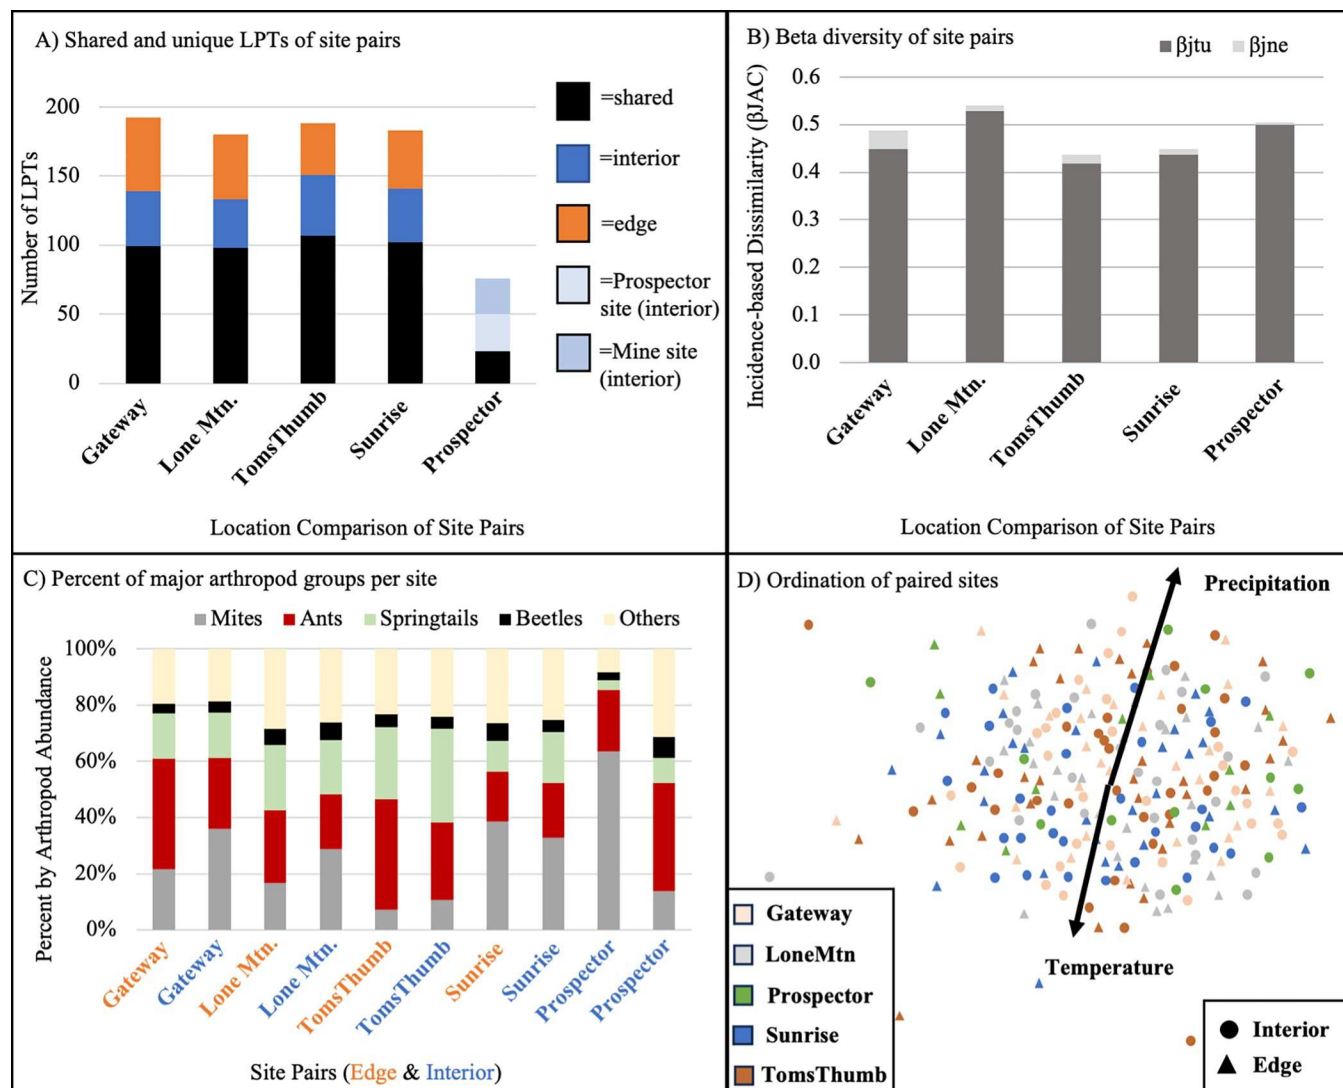 A) Shared and unique LPTs of site pairs
Number of LPTs
200
150
100
50
0
=shared
=interior
=edge
=Prospector
site (interior)
=Mine site
(interior)
Gateway
Lone Mtn.
TomsThumb
Sunrise
Prospector
Location Comparison of Site Pairs
B) Beta diversity of site pairs
βjtu
βjne
Incidence-based Dissimilarity (βJAC)
0.6
0.5
0.4
0.3
0.2
0.1
0.0
Gateway
Lone Mtn.
TomsThumb
Sunrise
Prospector
Location Comparison of Site Pairs
C) Percent of major arthropod groups per site
Mites
Ants
Springtails
Beetles
Others
Percent by Arthropod Abundance
100%
80%
60%
40%
20%
0%
Gateway
Gateway
Lone Mtn.
Lone Mtn.
TomsThumb
TomsThumb
Sunrise
Sunrise
Prospector
Prospector
Site Pairs (Edge & Interior)
D) Ordination of paired sites
Precipitation
Temperature
Gateway
LoneMtn
Prospector
Sunrise
TomsThumb
Interior
Edge